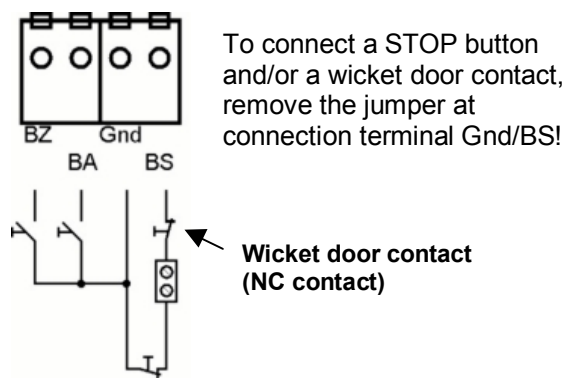 To connect a STOP button
and/or a wicket door contact,
remove the jumper at
connection terminal Gnd/BS!
BZ Gnd
BA BS
Wicket door contact
(NC contact)